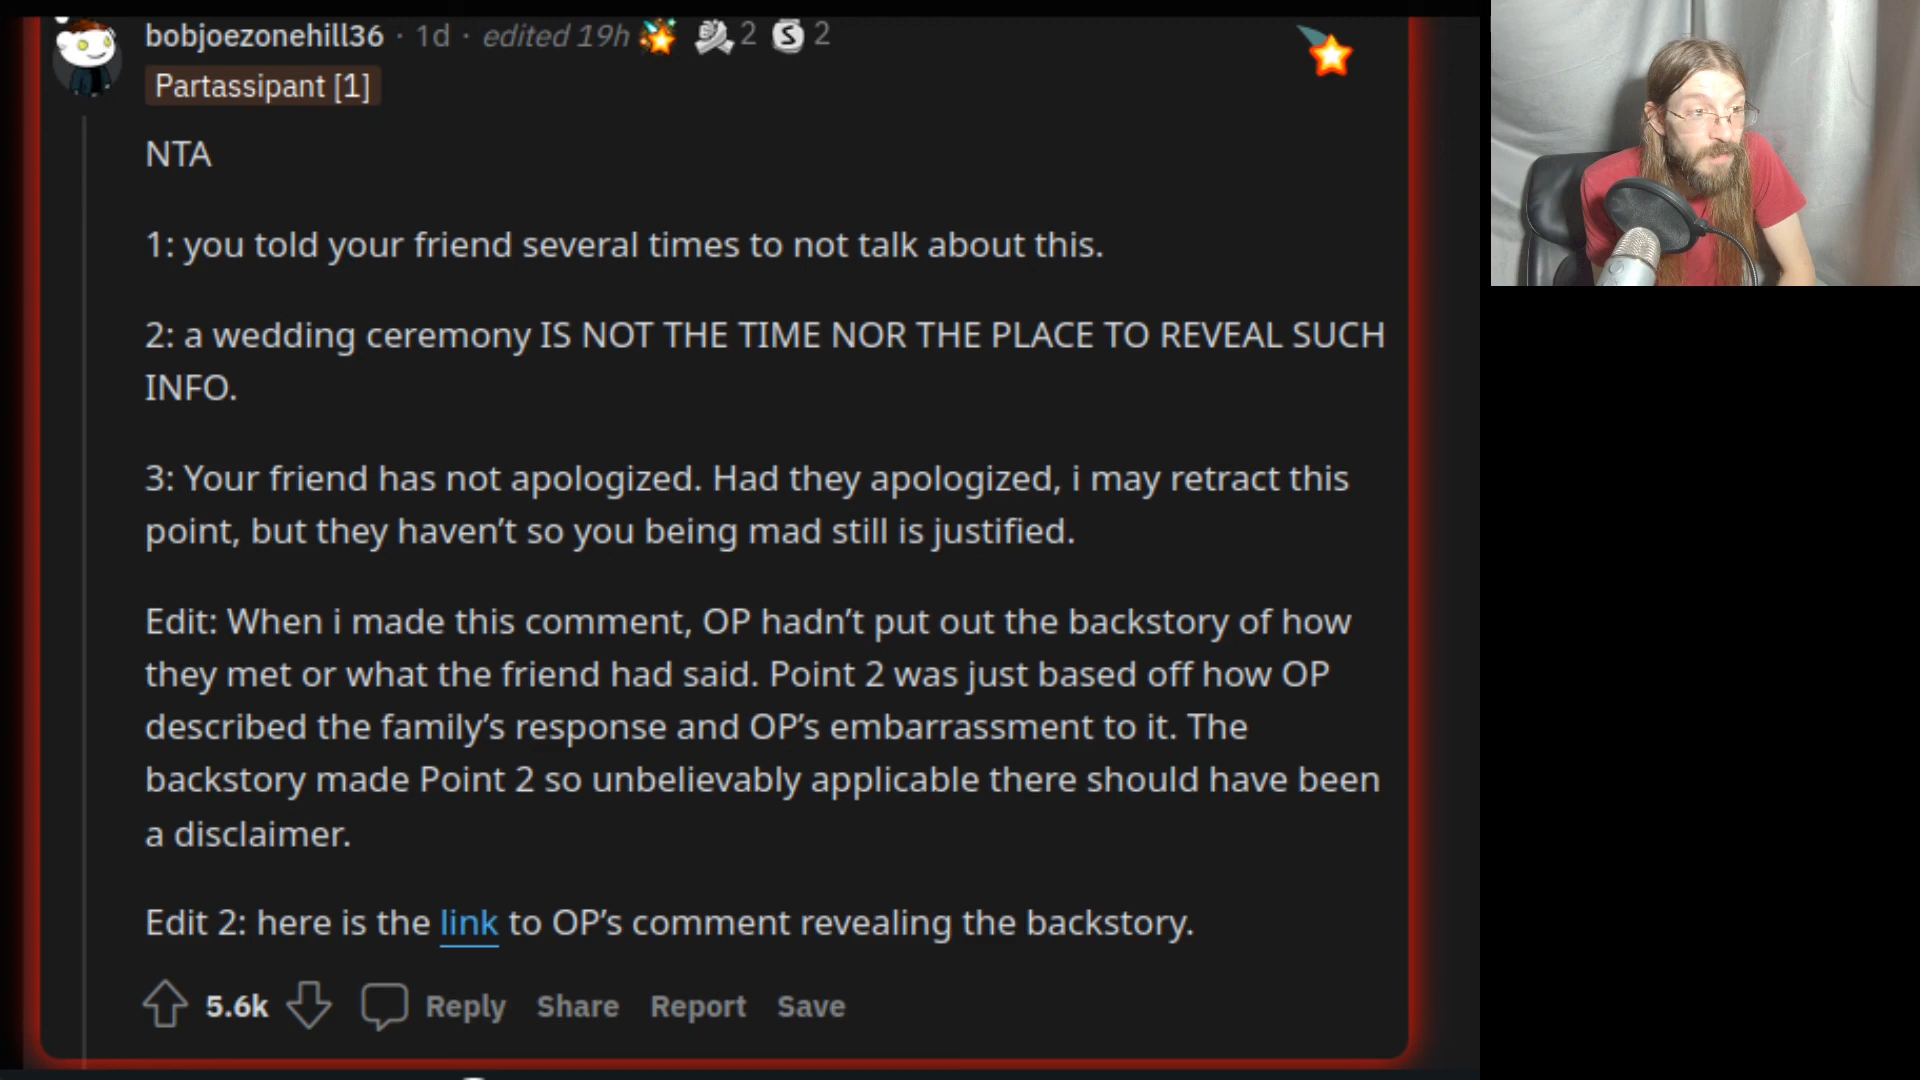 bobjoezonehill36 · 1d · edited 19h 2 S 2
Partassipant [1]
NTA
1: you told your friend several times to not talk about this.
2: a wedding ceremony IS NOT THE TIME NOR THE PLACE TO REVEAL SUCH
INFO.
3: Your friend has not apologized. Had they apologized, i may retract this
point, but they haven’t so you being mad still is justified.
Edit: When i made this comment, OP hadn’t put out the backstory of how
they met or what the friend had said. Point 2 was just based off how OP
described the family’s response and OP’s embarrassment to it. The
backstory made Point 2 so unbelievably applicable there should have been
a disclaimer.
Edit 2: here is the link to OP’s comment revealing the backstory.
5.6k Reply Share Report Save